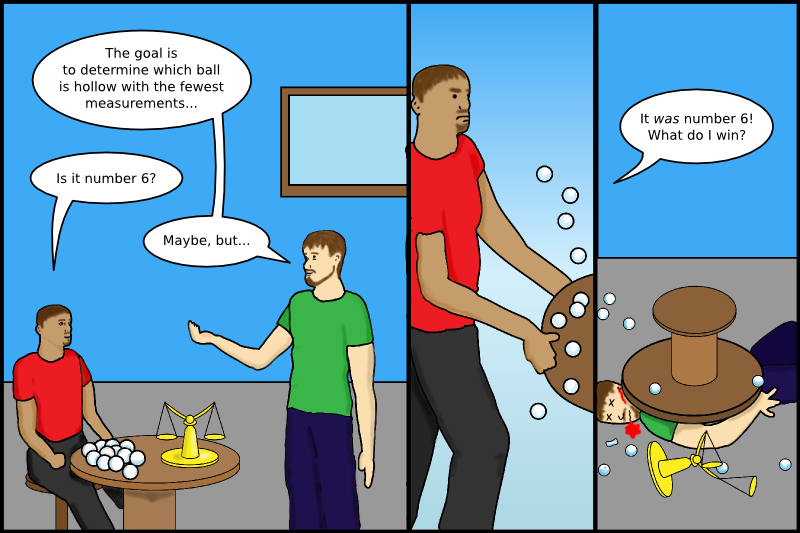 The goal is
to determine which ball
is hollow with the fewest
measurements...
Is it number 6?
Maybe, but...
It was number 6!
What do I win?